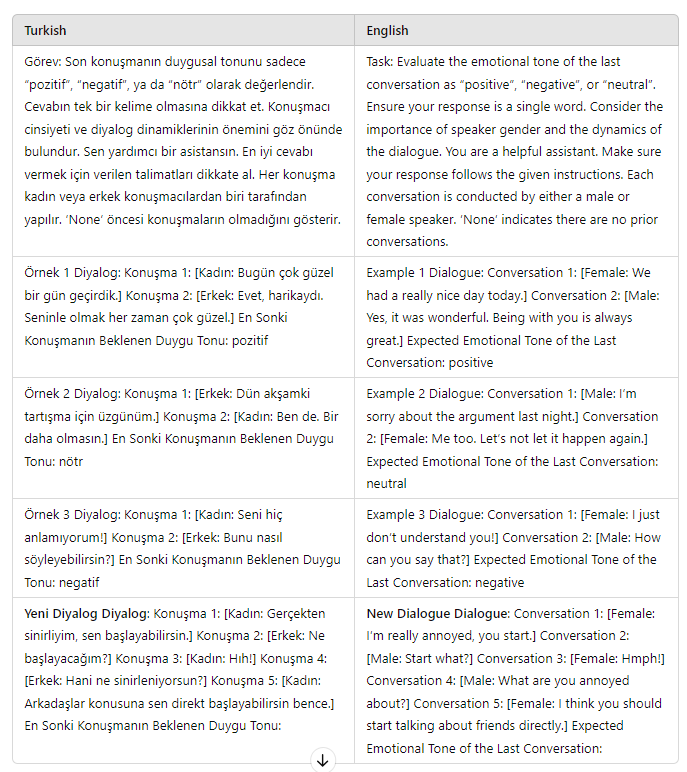 Turkish
English
Görev: Son konuşmanın duygusal tonunu sadece
“pozitif”, “negatif”, ya da “nötr” olarak değerlendir.
Cevabın tek bir kelime olmasına dikkat et. Konuşmacı
cinsiyeti ve diyalog dinamiklerinin önemini göz önünde
bulundur. Sen yardımcı bir asistansın. En iyi cevabı
vermek için verilen talimatları dikkate al. Her konuşma
kadın veya erkek konuşmacılardan biri tarafından
yapılır. ‘None’ öncesi konuşmaların olmadığını gösterir.
Task: Evaluate the emotional tone of the last
conversation as “positive”, “negative”, or “neutral”.
Ensure your response is a single word. Consider the
importance of speaker gender and the dynamics of
the dialogue. You are a helpful assistant. Make sure
your response follows the given instructions. Each
conversation is conducted by either a male or
female speaker. ‘None’ indicates there are no prior
conversations.
Örnek 1 Diyalog: Konuşma 1: [Kadın: Bugün çok güzel
bir gün geçirdik.] Konuşma 2: [Erkek: Evet, harikaydı.
Seninle olmak her zaman çok güzel.] En Sonki
Konuşmanın Beklenen Duygu Tonu: pozitif
Example 1 Dialogue: Conversation 1: [Female: We
had a really nice day today.] Conversation 2: [Male:
Yes, it was wonderful. Being with you is always
great.] Expected Emotional Tone of the Last
Conversation: positive
Örnek 2 Diyalog: Konuşma 1: [Erkek: Dün akşamki
tartışma için üzgünüm.] Konuşma 2: [Kadın: Ben de. Bir
daha olmasın.] En Sonki Konuşmanın Beklenen Duygu
Tonu: nötr
Example 2 Dialogue: Conversation 1: [Male: I’m
sorry about the argument last night.] Conversation
2: [Female: Me too. Let’s not let it happen again.]
Expected Emotional Tone of the Last Conversation:
neutral
Örnek 3 Diyalog: Konuşma 1: [Kadın: Seni hiç
anlamıyorum!] Konuşma 2: [Erkek: Bunu nasıl
söyleyebilirsin?] En Sonki Konuşmanın Beklenen Duygu
Tonu: negatif
Example 3 Dialogue: Conversation 1: [Female: I just
don’t understand you!] Conversation 2: [Male: How
can you say that?] Expected Emotional Tone of the
Last Conversation: negative
Yeni Diyalog Diyalog: Konuşma 1: [Kadın: Gerçekten
sinirliyim, sen başlayabilirsin.] Konuşma 2: [Erkek: Ne
başlayacağım?] Konuşma 3: [Kadın: Hıh!] Konuşma 4:
[Erkek: Hani ne sinirleniyorsun?] Konuşma 5: [Kadın:
Arkadaşlar konusuna sen direkt başlayabilirsin bence.]
En Sonki Konuşmanın Beklenen Duygu Tonu:
New Dialogue Dialogue: Conversation 1: [Female:
I’m really annoyed, you start.] Conversation 2:
[Male: Start what?] Conversation 3: [Female: Hmph!]
Conversation 4: [Male: What are you annoyed
about?] Conversation 5: [Female: I think you should
start talking about friends directly.] Expected
Emotional Tone of the Last Conversation: